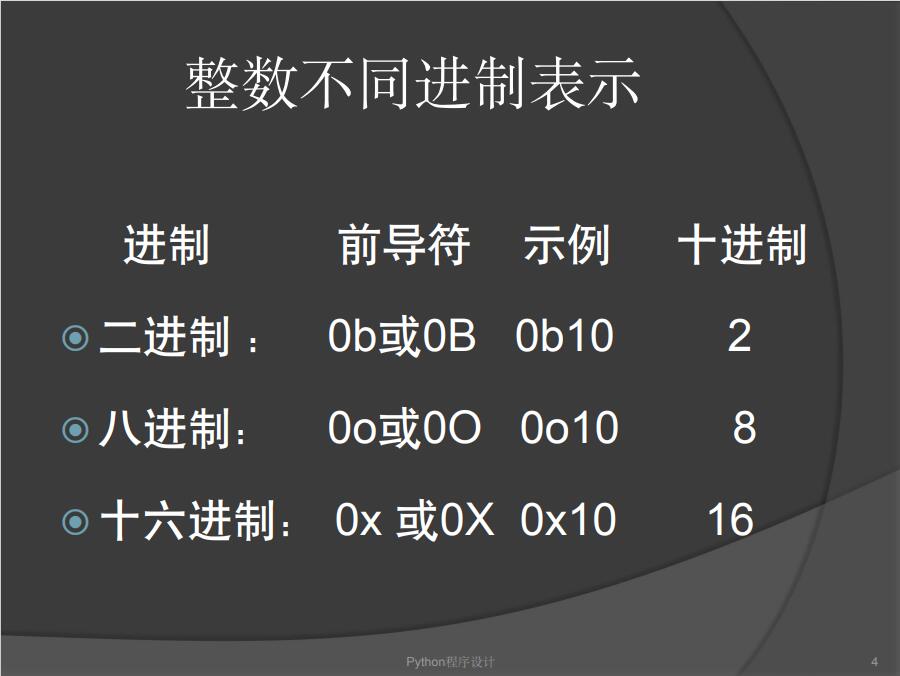 整数不同进制表示
进制 前导符 示例 十进制
二进制 : 0b或0B 0b10 2
八进制: 0o或0O 0o10 8
十六进制: 0x 或0X 0x10 16
Python程序设计 4